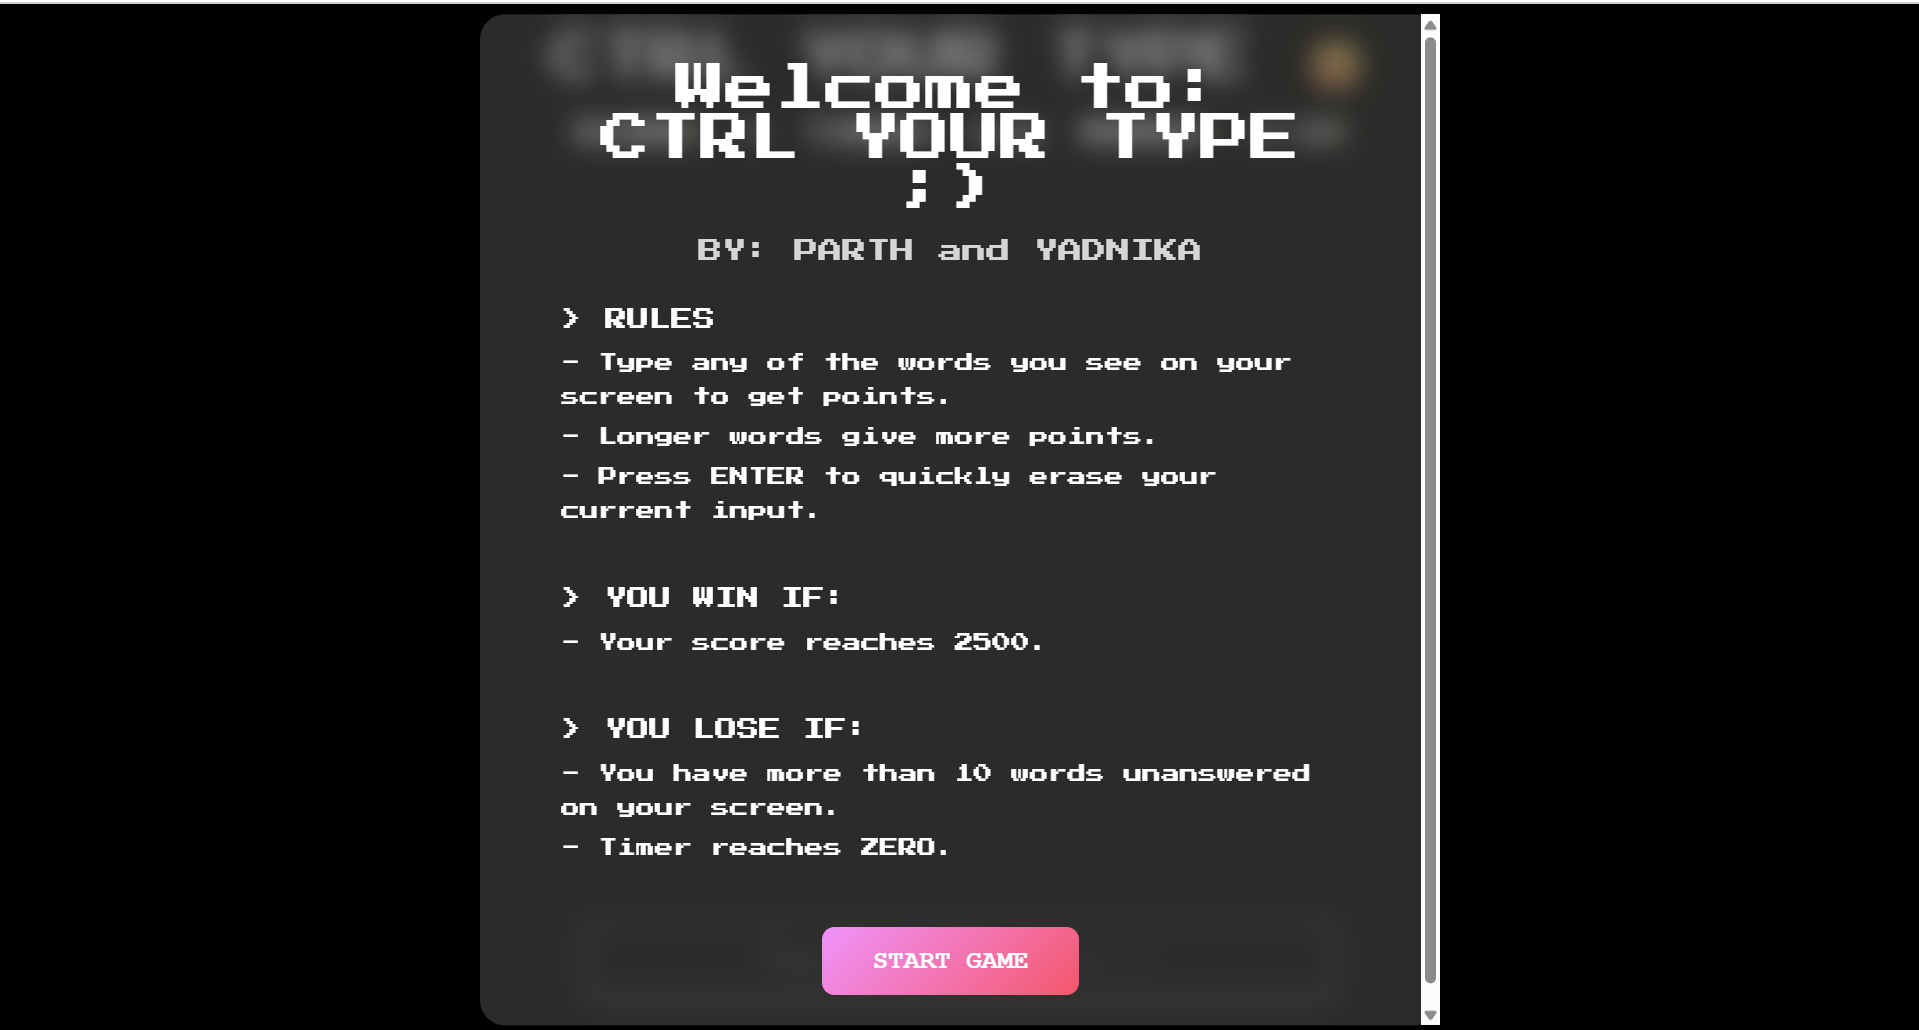 Welcome to:
CTRL YOUR TYPE
;)
BY: PARTH and YADNIKA
> RULES
- Type any of the words you see on your
screen to get points.
- Longer words give more points.
- Press ENTER to quickly erase your
current input.
> YOU WIN IF:
- Your score reaches 2500.
> YOU LOSE IF:
- You have more than 10 words unanswered
on your screen.
- Timer reaches ZERO.
START GAME